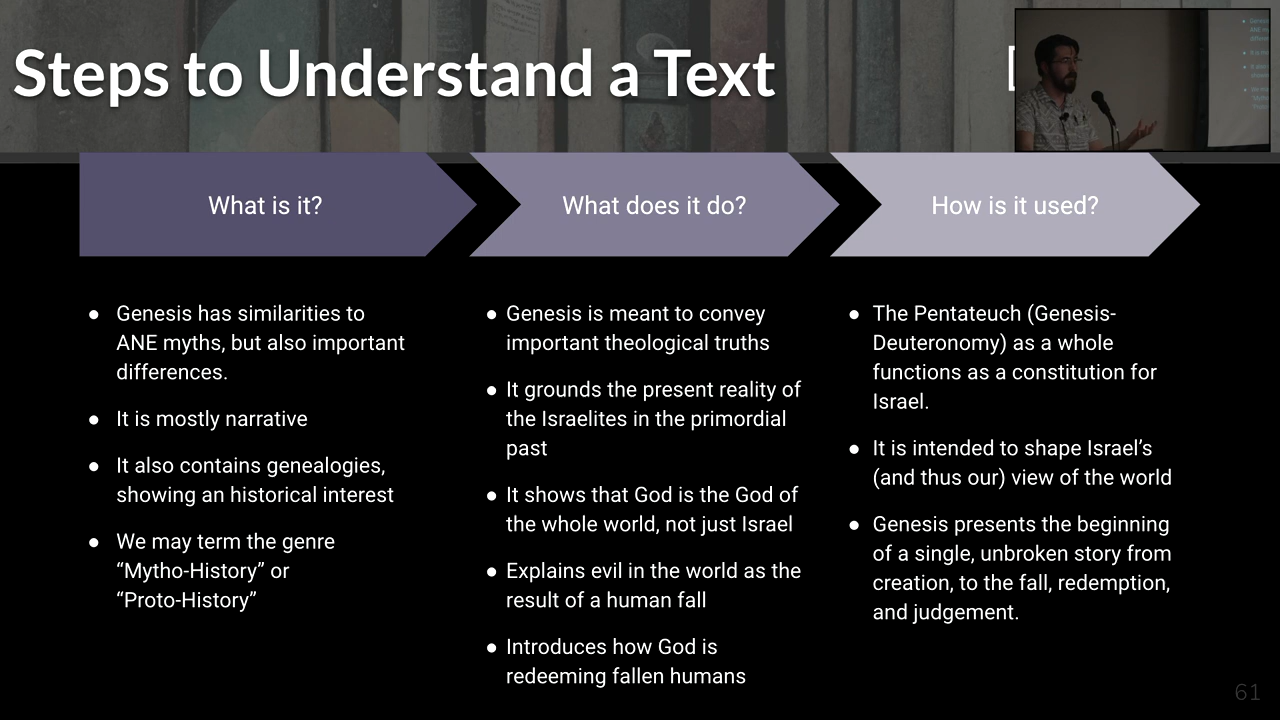 Steps to Understand a Text
What is it?
What does it do?
How is it used?
● Genesis has similarities to
ANE myths, but also important
differences.
● It is mostly narrative
● It also contains genealogies,
showing an historical interest
● We may term the genre
“Mytho-History” or
“Proto-History”
● Genesis is meant to convey
important theological truths
● It grounds the present reality of
the Israelites in the primordial
past
● It shows that God is the God of
the whole world, not just Israel
● Explains evil in the world as the
result of a human fall
● Introduces how God is
redeeming fallen humans
● The Pentateuch (Genesis-
Deuteronomy) as a whole
functions as a constitution for
Israel.
● It is intended to shape Israel’s
(and thus our) view of the world
● Genesis presents the beginning
of a single, unbroken story from
creation, to the fall, redemption,
and judgement.
61